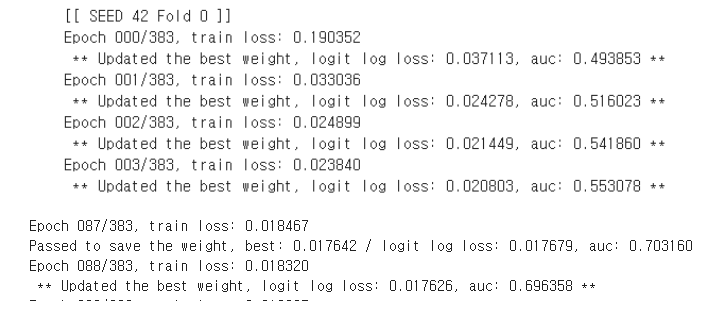 [[ SEED 42 Fold 0 ]]
Epoch 000/383, train loss: 0.190352
** Updated the best weight, logit log loss: 0.037113, auc: 0.493853 **
Epoch 001/383, train loss: 0.033036
** Updated the best weight, logit log loss: 0.024278, auc: 0.516023 **
Epoch 002/383, train loss: 0.024899
** Updated the best weight, logit log loss: 0.021449, auc: 0.541860 **
Epoch 003/383, train loss: 0.023840
** Updated the best weight, logit log loss: 0.020803, auc: 0.553078 **
Epoch 087/383, train loss: 0.018467
Passed to save the weight, best: 0.017642 / logit log loss: 0.017679, auc: 0.703160
Epoch 088/383, train loss: 0.018320
** Updated the best weight, logit log loss: 0.017626, auc: 0.696358 **